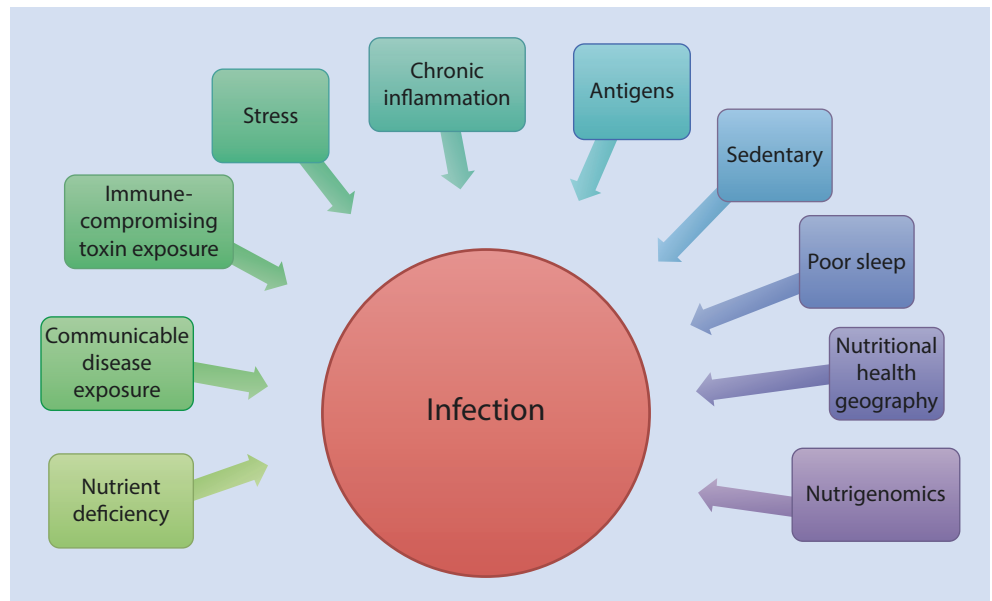 Chronic
inflammation
Antigens
Stress
Sedentary
Immune-
compromising
toxin exposure
Poor sleep
Communicable
disease
exposure
Nutritional
health
geography
Infection
Nutrient
deficiency
Nutrigenomics